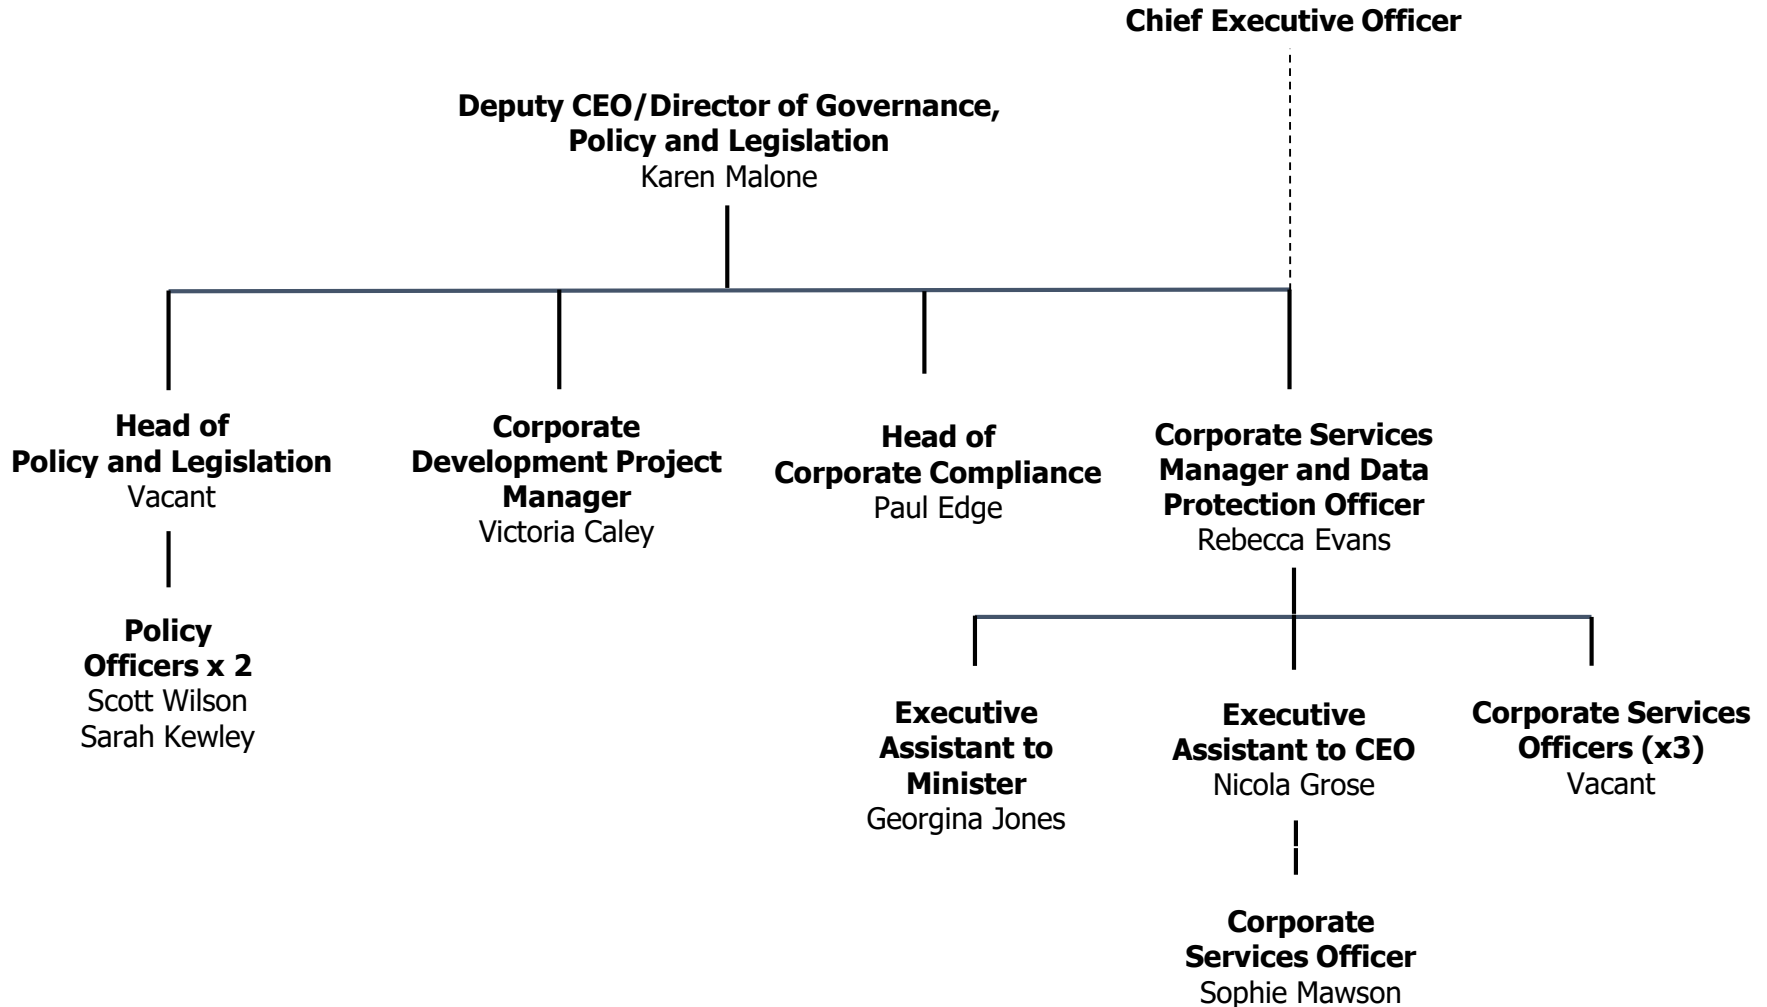 Chief Executive Officer
Deputy CEO/Director of Governance,
Policy and Legislation
Karen Malone
Head of
Policy and Legislation
Vacant
Corporate
Development Project
Manager
Victoria Caley
Head of
Corporate Compliance
Paul Edge
Corporate Services
Manager and Data
Protection Officer
Rebecca Evans
Policy
Officers x 2
Scott Wilson
Sarah Kewley
Executive
Assistant to
Minister
Georgina Jones
Executive
Assistant to CEO
Nicola Grose
Corporate Services
Officers (x3)
Vacant
Corporate
Services Officer
Sophie Mawson